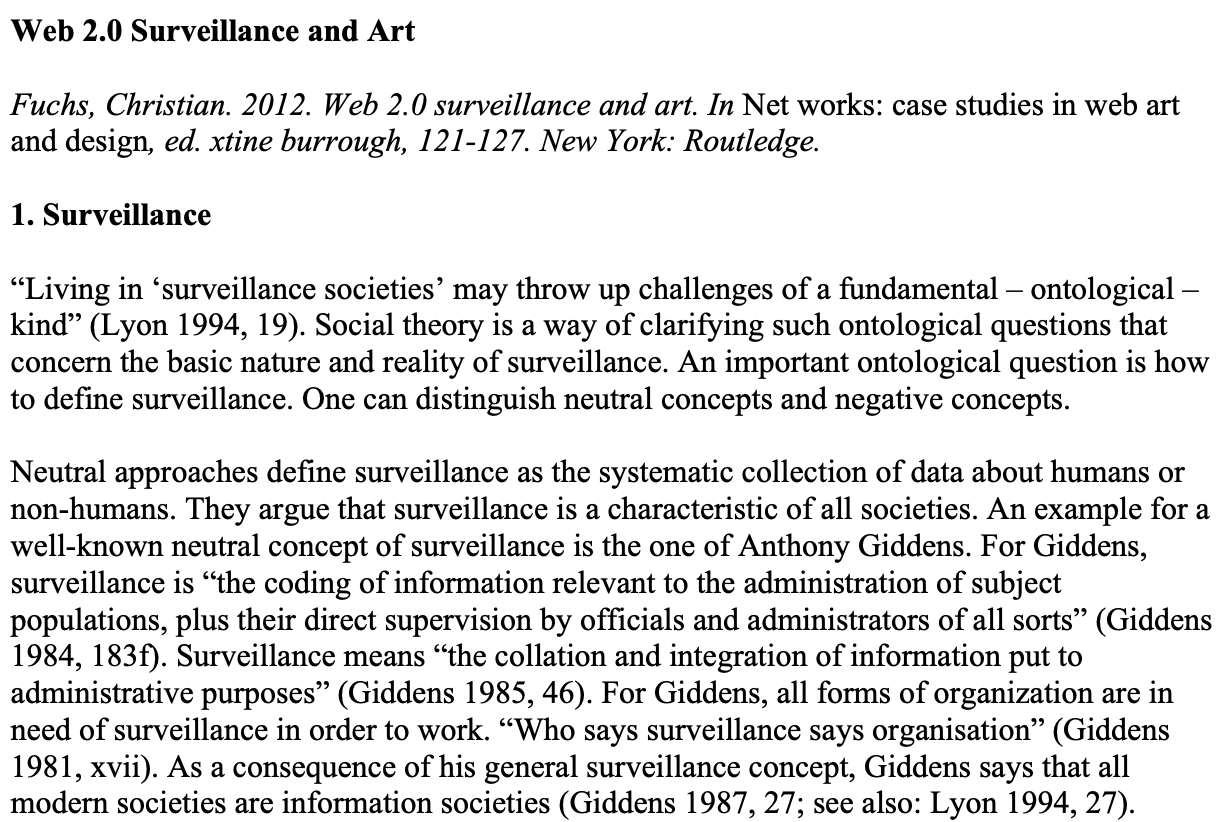 Web 2.0 Surveillance and Art
Fuchs, Christian. 2012. Web 2.0 surveillance and art. In Net works: case studies in web art
and design, ed. xtine burrough, 121-127. New York: Routledge.
1. Surveillance
“Living in ‘surveillance societies’ may throw up challenges of a fundamental – ontological –
kind” (Lyon 1994, 19). Social theory is a way of clarifying such ontological questions that
concern the basic nature and reality of surveillance. An important ontological question is how
to define surveillance. One can distinguish neutral concepts and negative concepts.
Neutral approaches define surveillance as the systematic collection of data about humans or
non-humans. They argue that surveillance is a characteristic of all societies. An example for a
well-known neutral concept of surveillance is the one of Anthony Giddens. For Giddens,
surveillance is “the coding of information relevant to the administration of subject
populations, plus their direct supervision by officials and administrators of all sorts” (Giddens
1984, 183f). Surveillance means “the collation and integration of information put to
administrative purposes” (Giddens 1985, 46). For Giddens, all forms of organization are in
need of surveillance in order to work. “Who says surveillance says organisation” (Giddens
1981, xvii). As a consequence of his general surveillance concept, Giddens says that all
modern societies are information societies (Giddens 1987, 27; see also: Lyon 1994, 27).